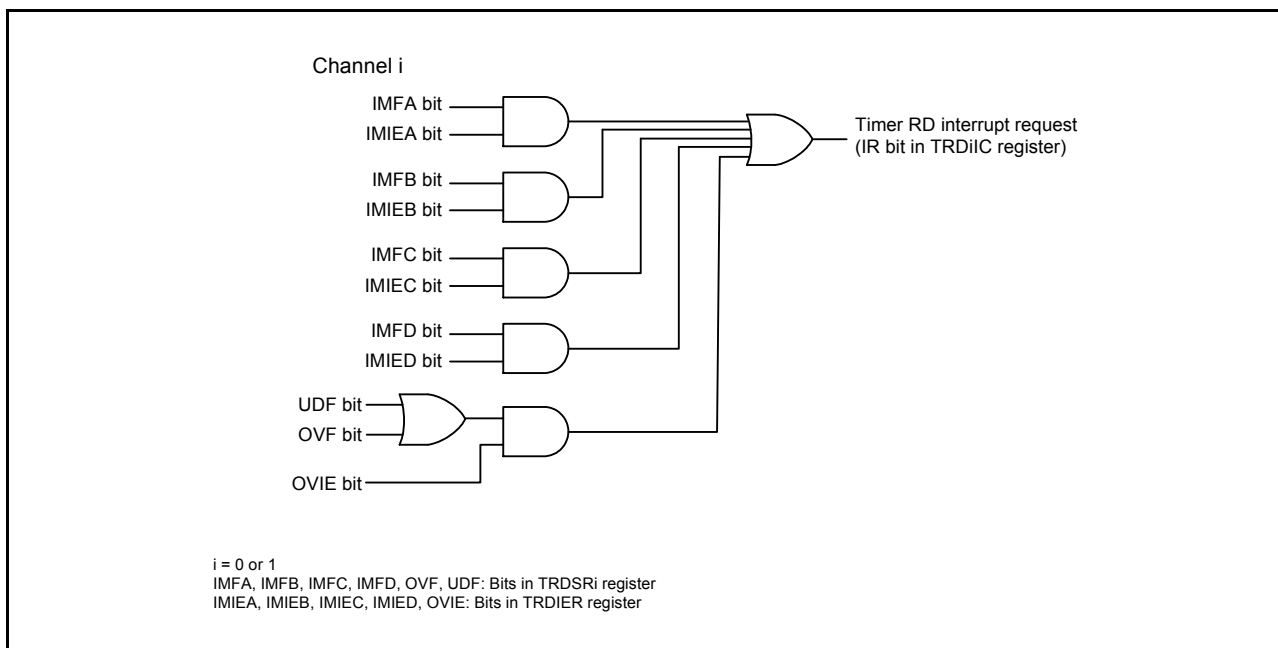 Channel i
IMFA bit
IMIEA bit
IMFB bit
IMIEB bit
IMFC bit
IMIEC bit
IMFD bit
IMIED bit
UDF bit
OVF bit
OVIE bit
Timer RD interrupt request
(IR bit in TRDiIC register)
i = 0 or 1
IMFA, IMFB, IMFC, IMFD, OVF, UDF: Bits in TRDSRi register
IMIEA, IMIEB, IMIEC, IMIED, OVIE: Bits in TRDIER register